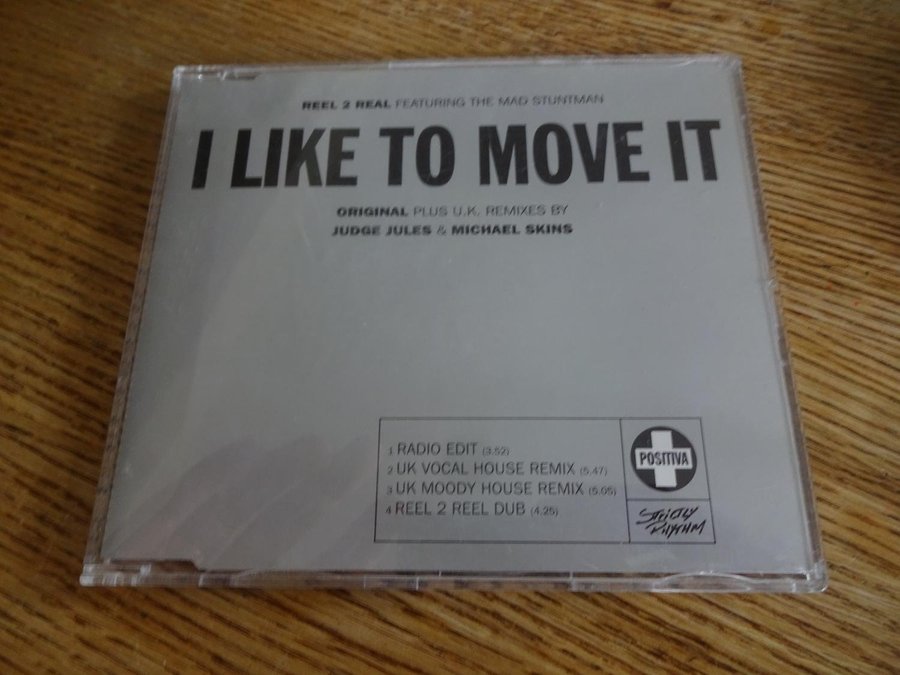 REEL 2 REAL FEATURING THE MAD STUNTMAN
I LIKE TO MOVE IT
ORIGINAL PLUS U.K. REMIXES BY
JUDGE JULES & MICHAEL SKINS
1 RADIO EDIT (3.52)
2 UK VOCAL HOUSE REMIX (5.47)
3 UK MOODY HOUSE REMIX (5.05)
4 REEL 2 REEL DUB (4.25)
POSITIVA
STRICTLY
RHYTHM